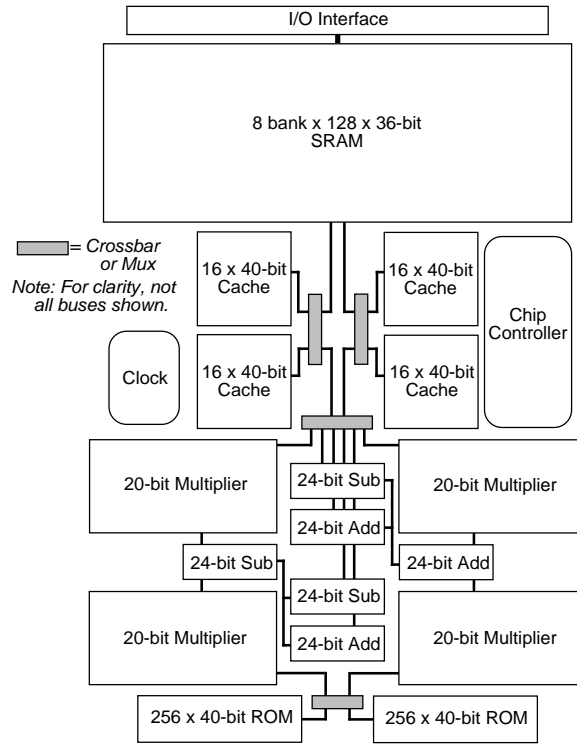 I/O Interface
8 bank x 128 x 36-bit
SRAM
= Crossbar
or Mux
Note: For clarity, not
all buses shown.
16 x 40-bit
Cache
16 x 40-bit
Cache
Chip
Controller
Clock
16 x 40-bit
Cache
16 x 40-bit
Cache
20-bit Multiplier
24-bit Sub
20-bit Multiplier
24-bit Add
24-bit Sub
24-bit Add
24-bit Sub
20-bit Multiplier
24-bit Add
20-bit Multiplier
256 x 40-bit ROM
256 x 40-bit ROM